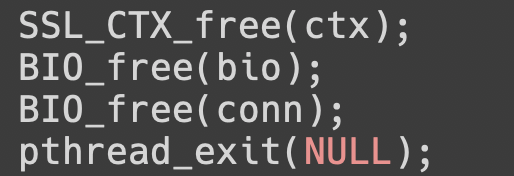 SSL_CTX_free(ctx);
BIO_free(bio);
BIO_free(conn);
pthread_exit(NULL);